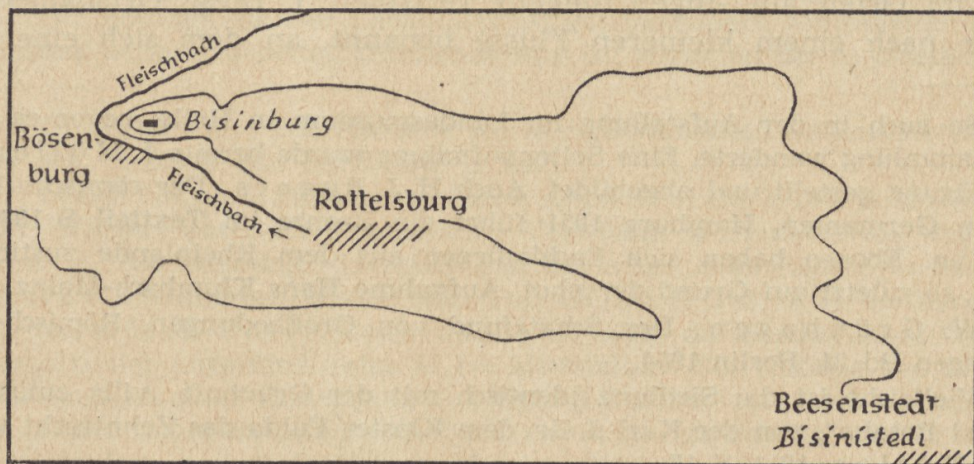 Fleischbach
Bisinburg
Bösen-
burg
Fleischbach
Rottelsburg
Beesenstedt
Bisinistedi